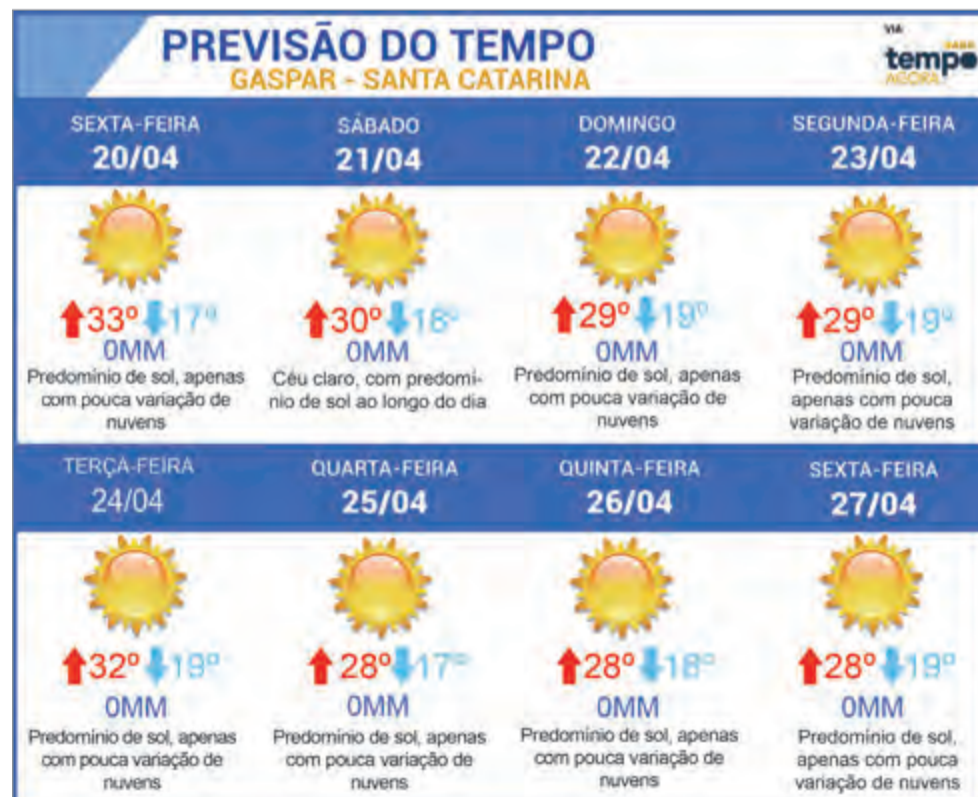 PREVISÃO DO TEMPO
GASPAR - SANTA CATARINA
VIA
tempo
AGORA
SEXTA-FEIRA
20/04
SÁBADO
21/04
DOMINGO
22/04
SEGUNDA-FEIRA
23/04
33º 17º
0MM
Predomínio de sol, apenas
com pouca variação de
nuvens
30º 18º
0MM
Céu claro, com predomí-
nio de sol ao longo do dia
29º 19º
0MM
Predomínio de sol, apenas
com pouca variação de
nuvens
29º 19º
0MM
Predomínio de sol,
apenas com pouca
variação de nuvens
TERÇA-FEIRA
24/04
QUARTA-FEIRA
25/04
QUINTA-FEIRA
26/04
SEXTA-FEIRA
27/04
32º 19º
0MM
Predomínio de sol, apenas
com pouca variação de
nuvens
28º 17º
0MM
Predomínio de sol, apenas
com pouca variação de
nuvens
28º 18º
0MM
Predomínio de sol, apenas
com pouca variação de
nuvens
28º 19º
0MM
Predomínio de sol,
apenas com pouca
variação de nuvens